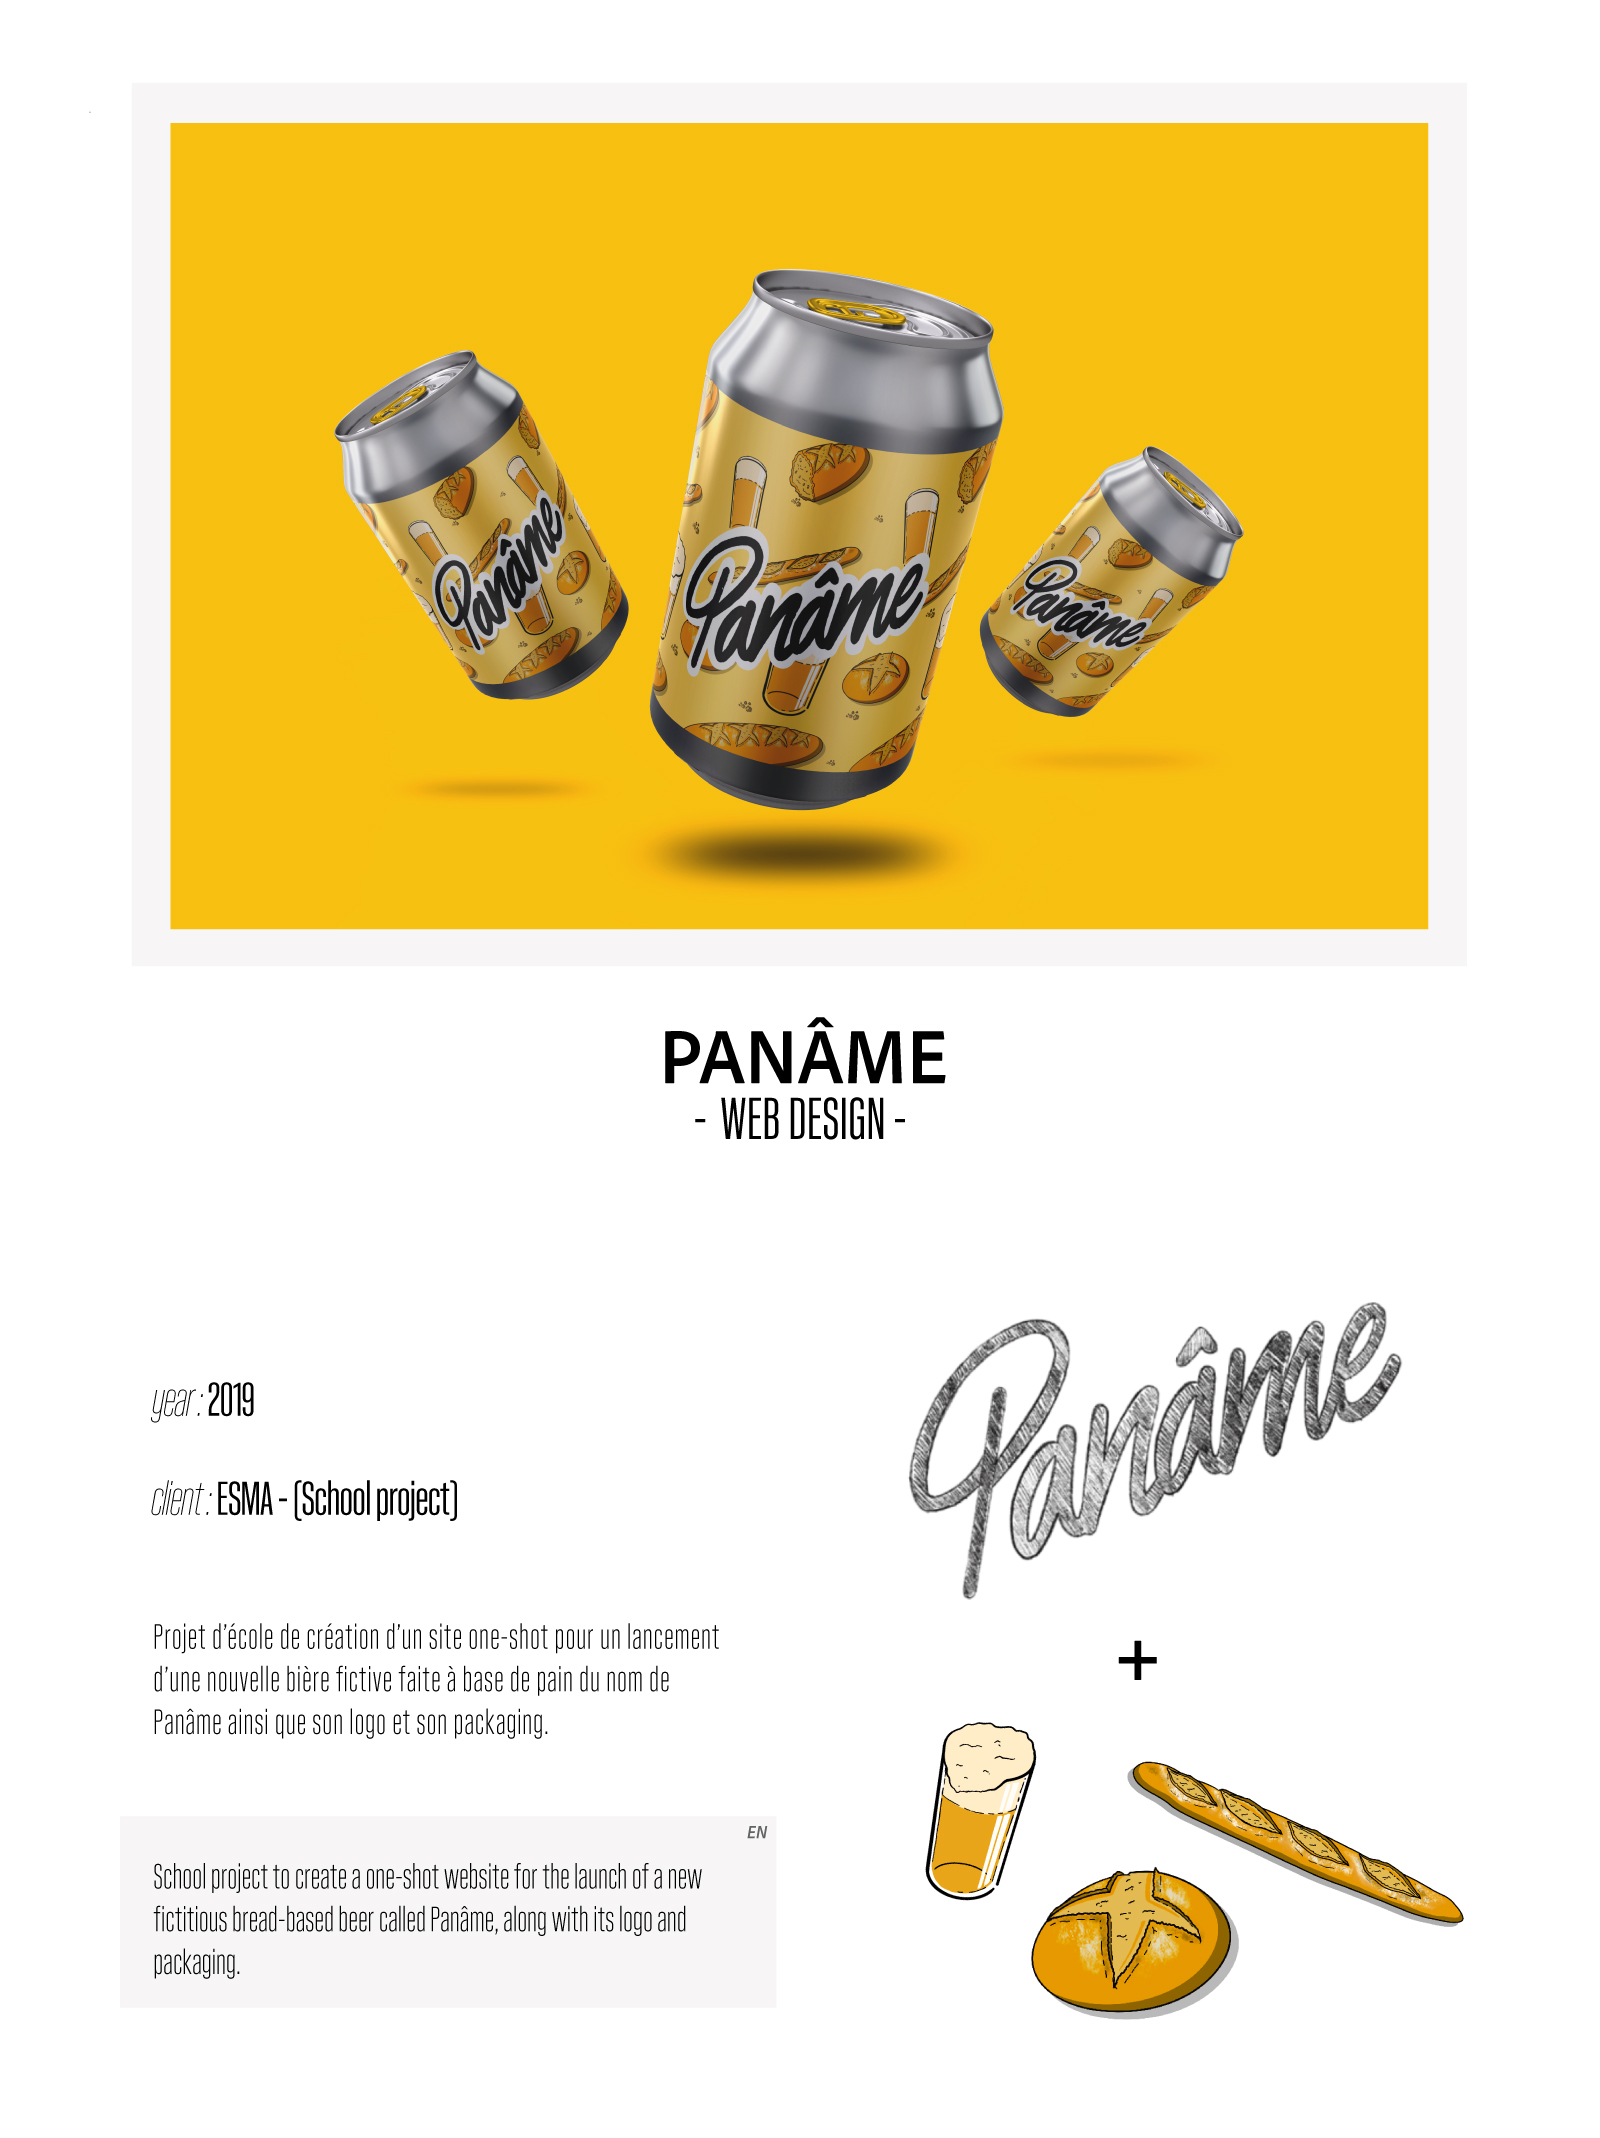 Panâme
Panâme
Panâme
PANÂME
- WEB DESIGN -
Panâme
year : 2019
client : ESMA - (School project)
Projet d'école de création d'un site one-shot pour un lancement
d'une nouvelle bière fictive faite à base de pain du nom de
Panâme ainsi que son logo et son packaging.
EN
School project to create a one-shot website for the launch of a new
fictitious bread-based beer called Panâme, along with its logo and
packaging.